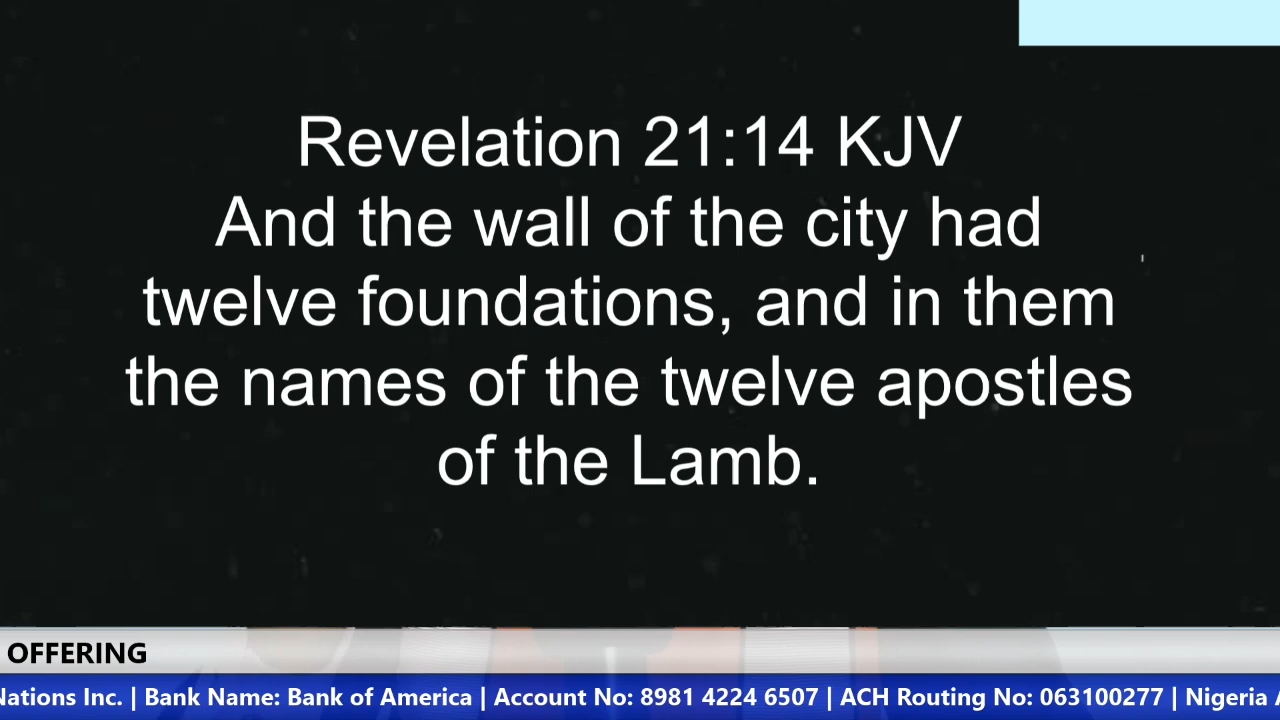 Revelation 21:14 KJV
And the wall of the city had
twelve foundations, and in them
the names of the twelve apostles
of the Lamb.
OFFERING
Nations Inc. | Bank Name: Bank of America | Account No: 8981 4224 6507 | ACH Routing No: 063100277 | Nigeria